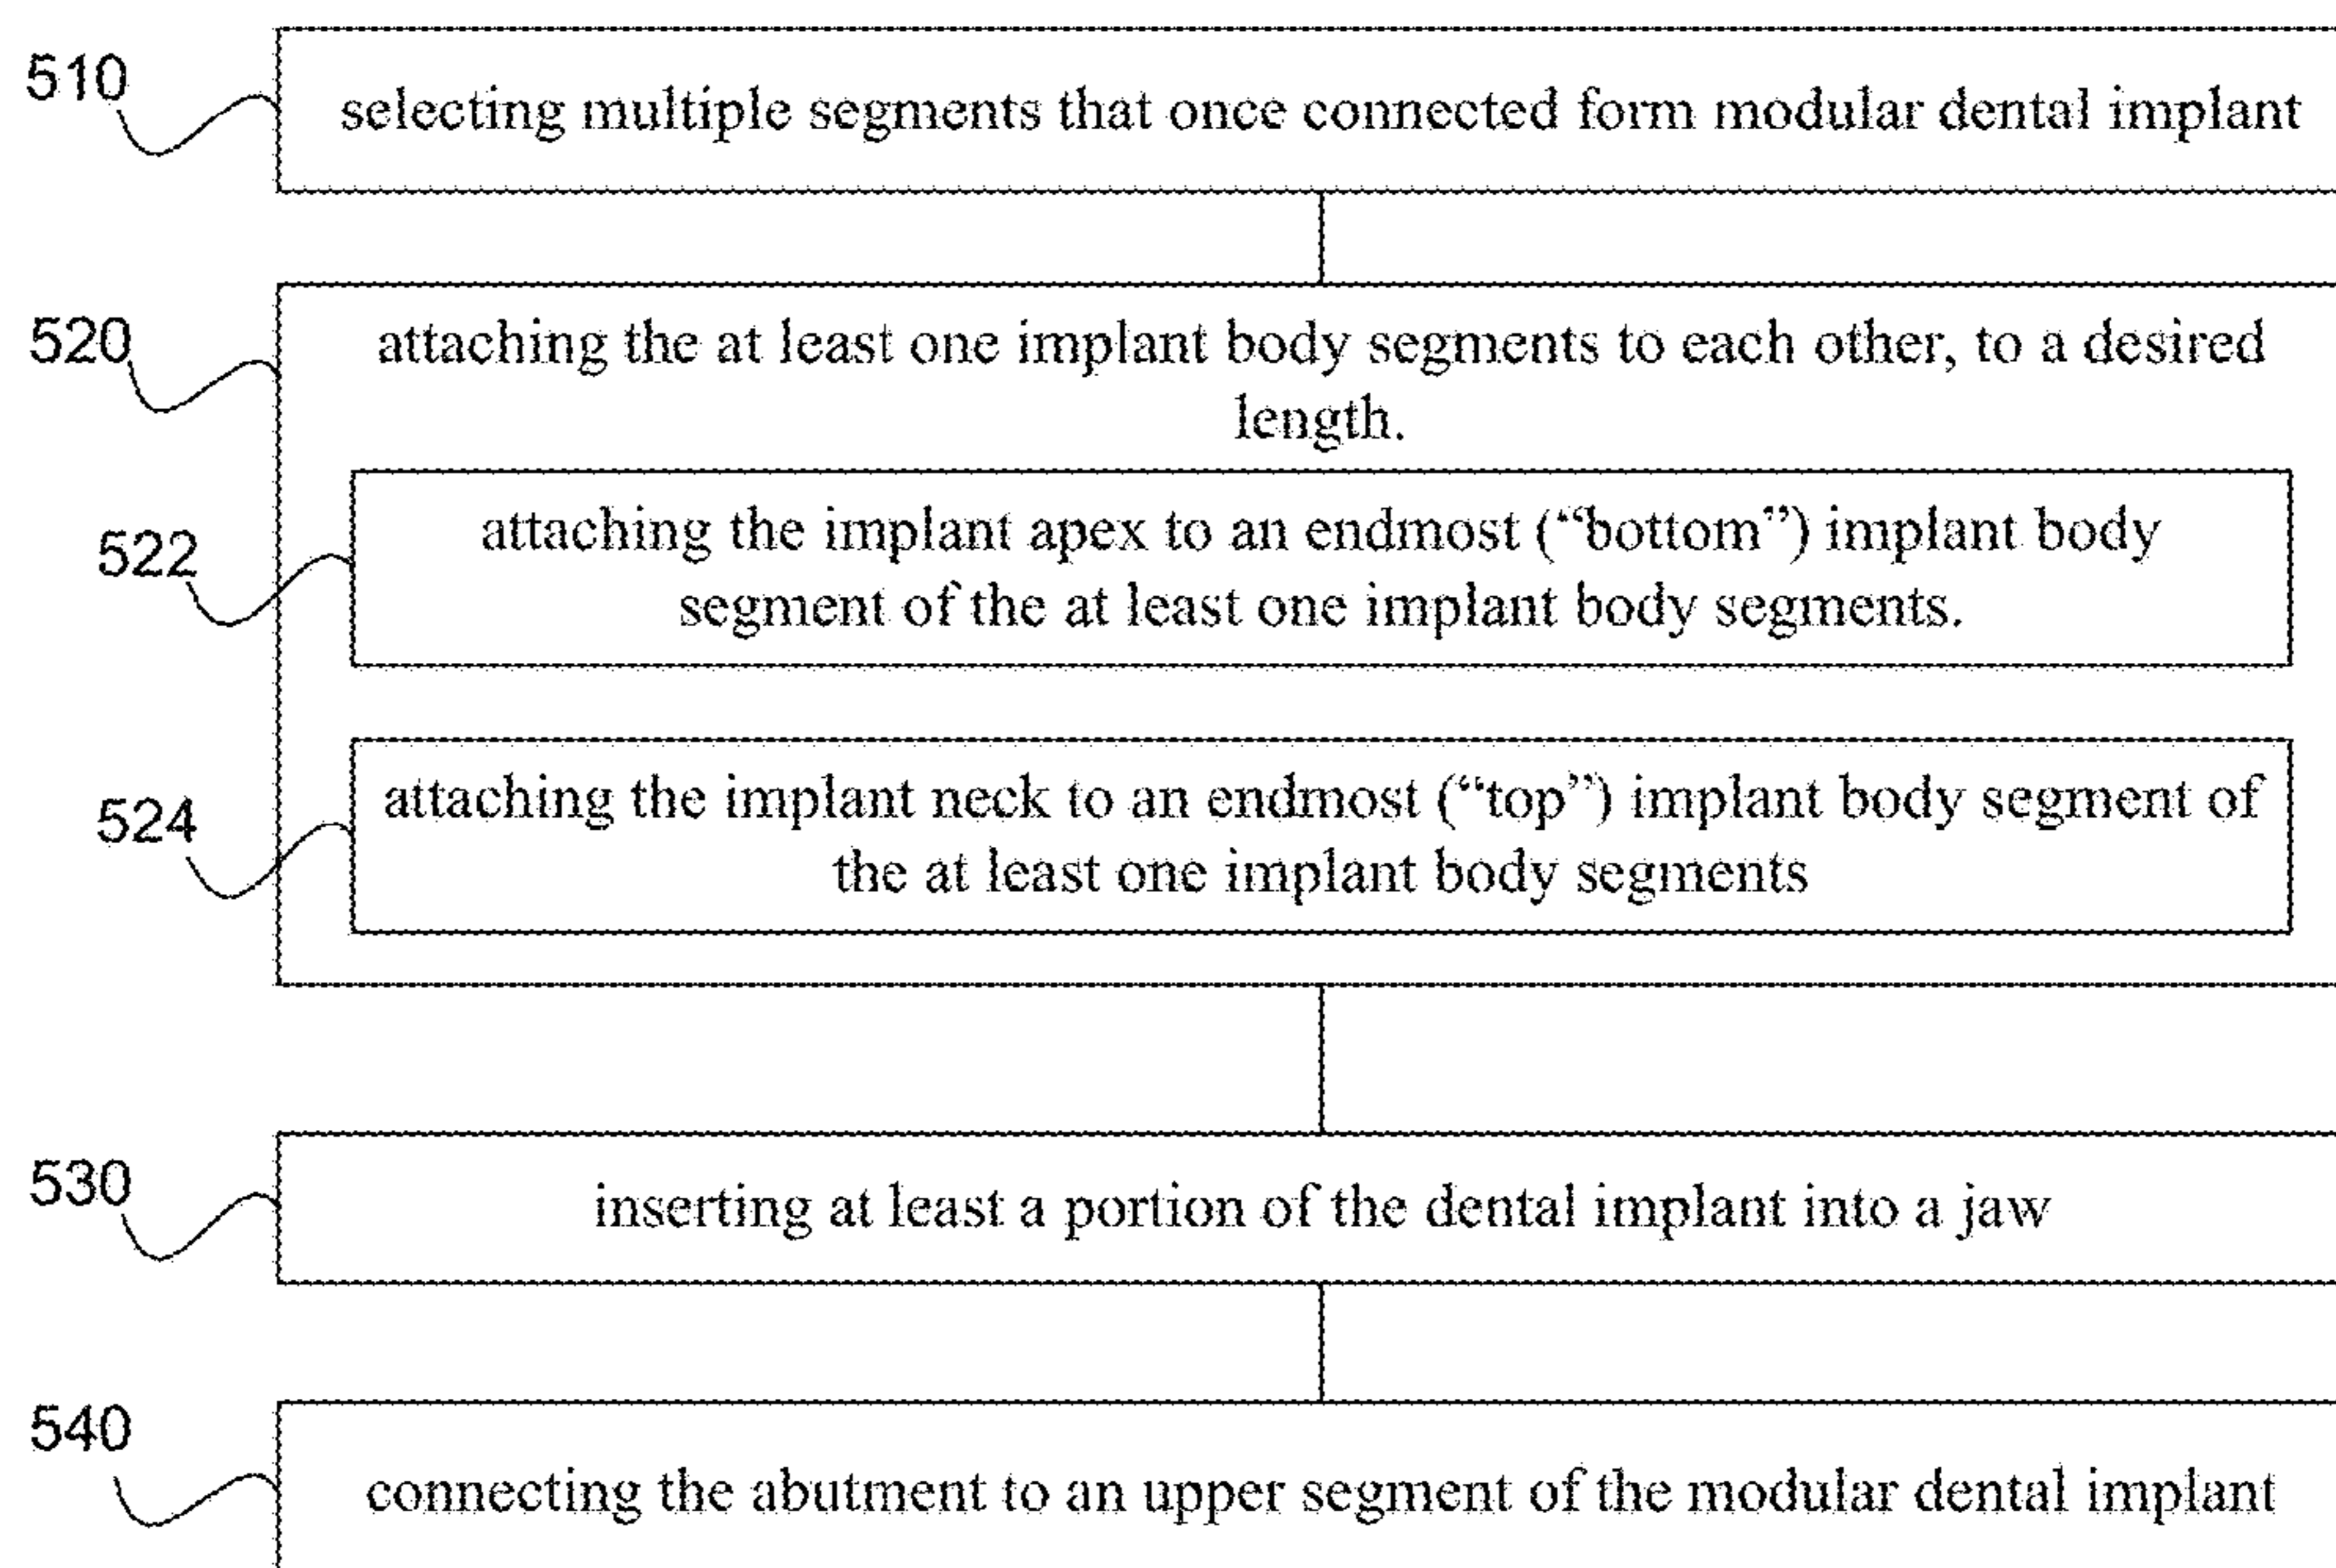 510
selecting multiple segments that once connected form modular dental implant
520
attaching the at least one implant body segments to each other, to a desired
length.
522
attaching the implant apex to an endmost (“bottom”) implant body
segment of the at least one implant body segments.
524
attaching the implant neck to an endmost (“top”) implant body segment of
the at least one implant body segments
530
inserting at least a portion of the dental implant into a jaw
540
connecting the abutment to an upper segment of the modular dental implant